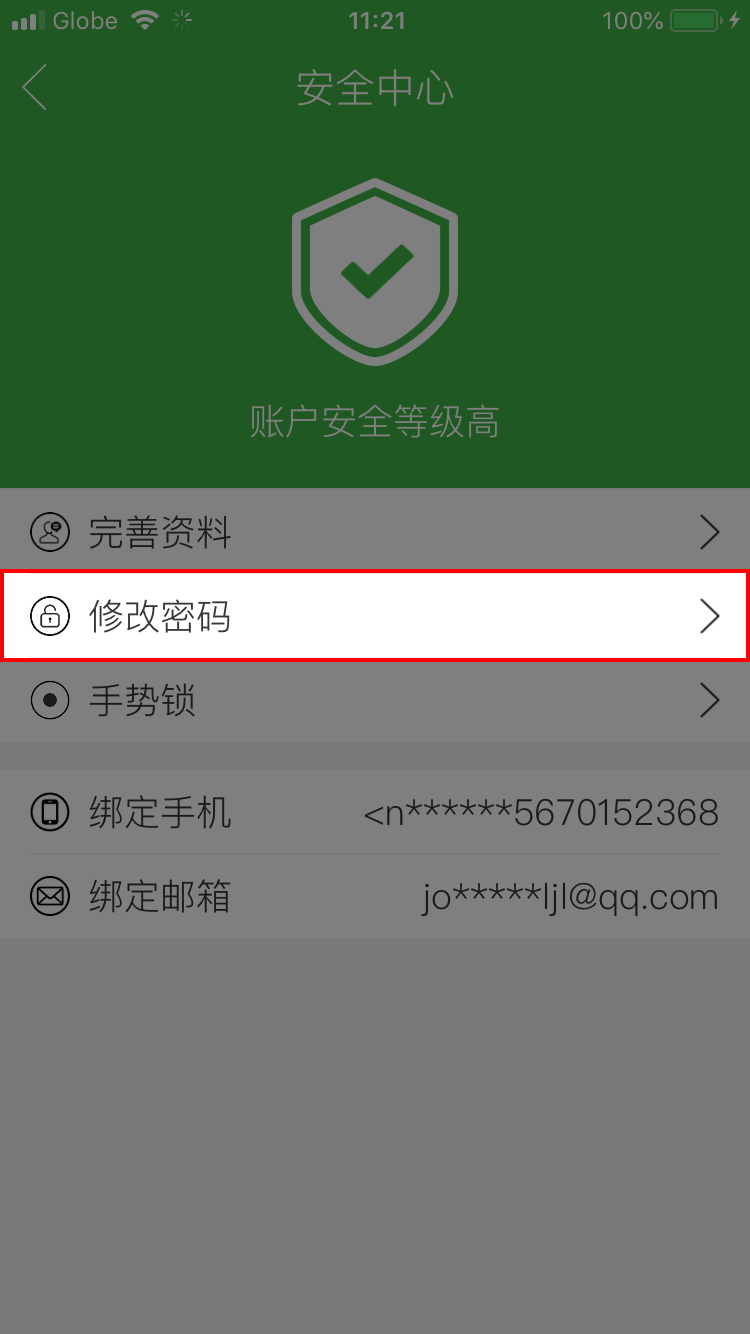 Globe 11:21 100%
安全中心
账户安全等级高
完善资料
修改密码
手势锁
绑定手机 <n******5670152368
绑定邮箱 jo*****ljl@qq.com